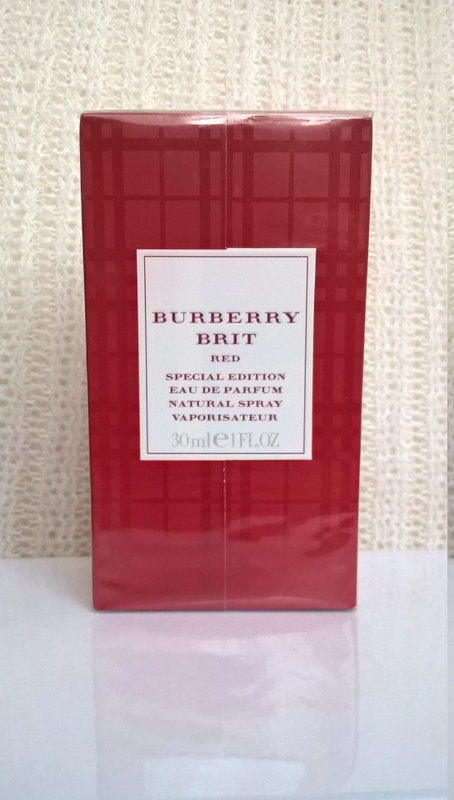 BURBERRY
BRIT
RED
SPECIAL EDITION
EAU DE PARFUM
NATURAL SPRAY
VAPORISATEUR
30ml℮1FL.OZ